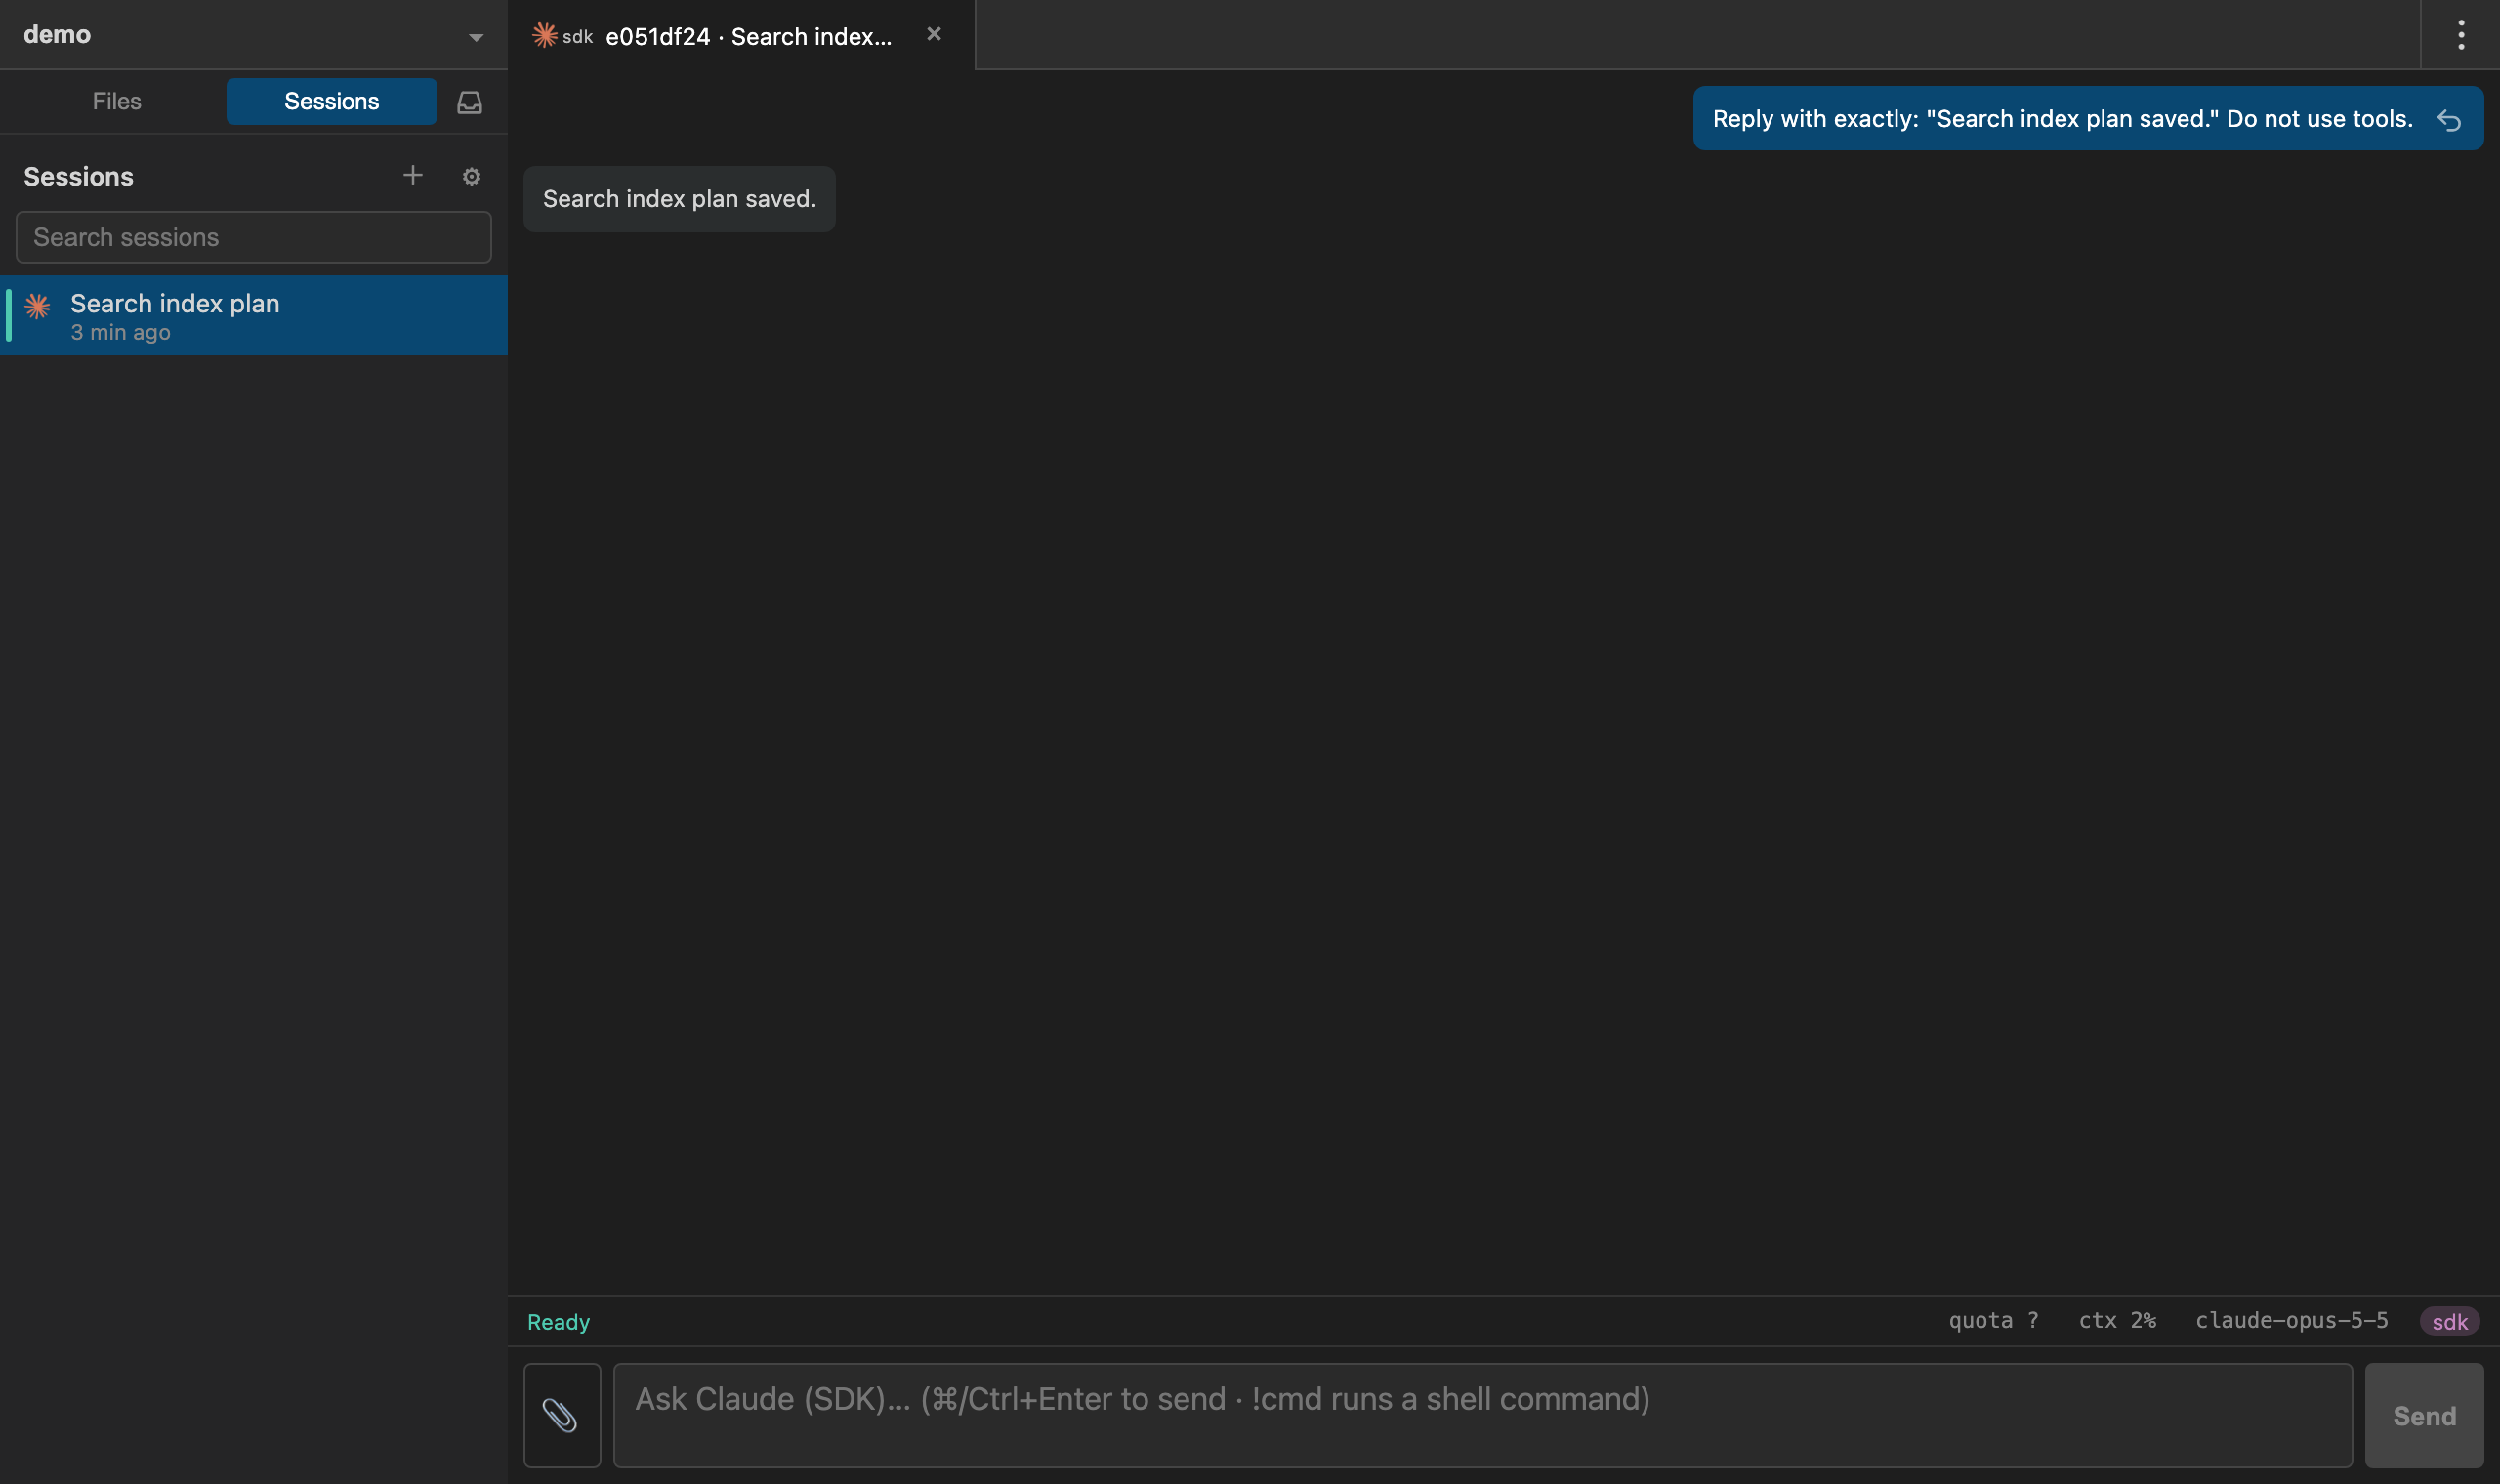 demo
Files
Sessions
Sessions
Search sessions
Search index plan
3 min ago
sdk e051df24 · Search index...
Reply with exactly: "Search index plan saved." Do not use tools.
Search index plan saved.
Ready
quota ? ctx 2% claude-opus-5-5 sdk
Ask Claude (SDK)... (⌘/Ctrl+Enter to send · !cmd runs a shell command)
Send